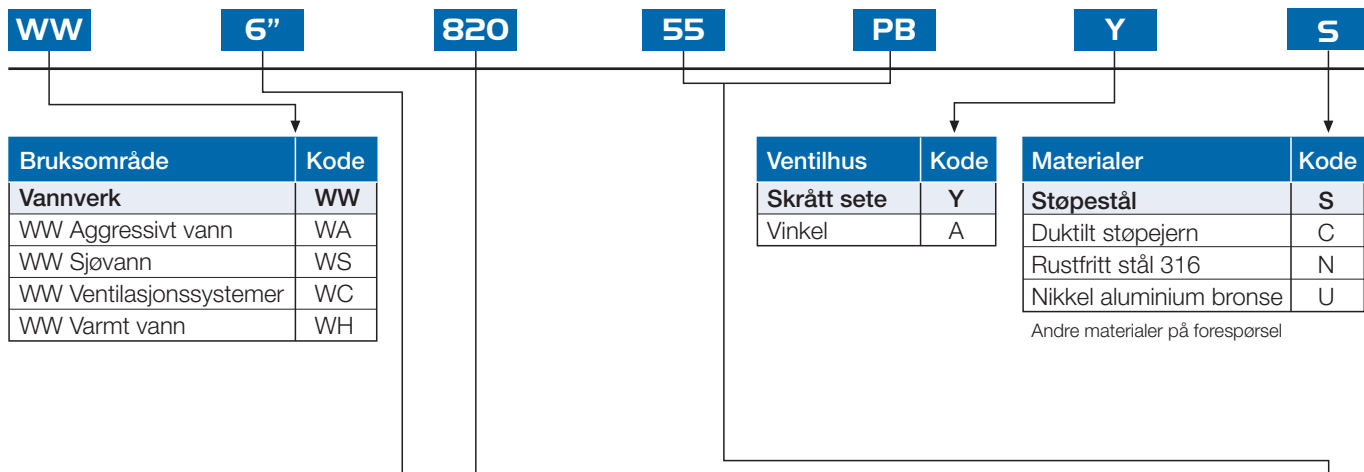 WW 6” 820 55 PB Y S
Bruksområde Kode
Vannverk WW
WW Aggressivt vann WA
WW Sjøvann WS
WW Ventilasjonssystemer WC
WW Varmt vann WH
Ventilhus Kode
Skrått sete Y
Vinkel A
Materialer Kode
Støpestål S
Duktilt støpejern C
Rustfritt stål 316 N
Nikkel aluminium bronse U
Andre materialer på forespørsel